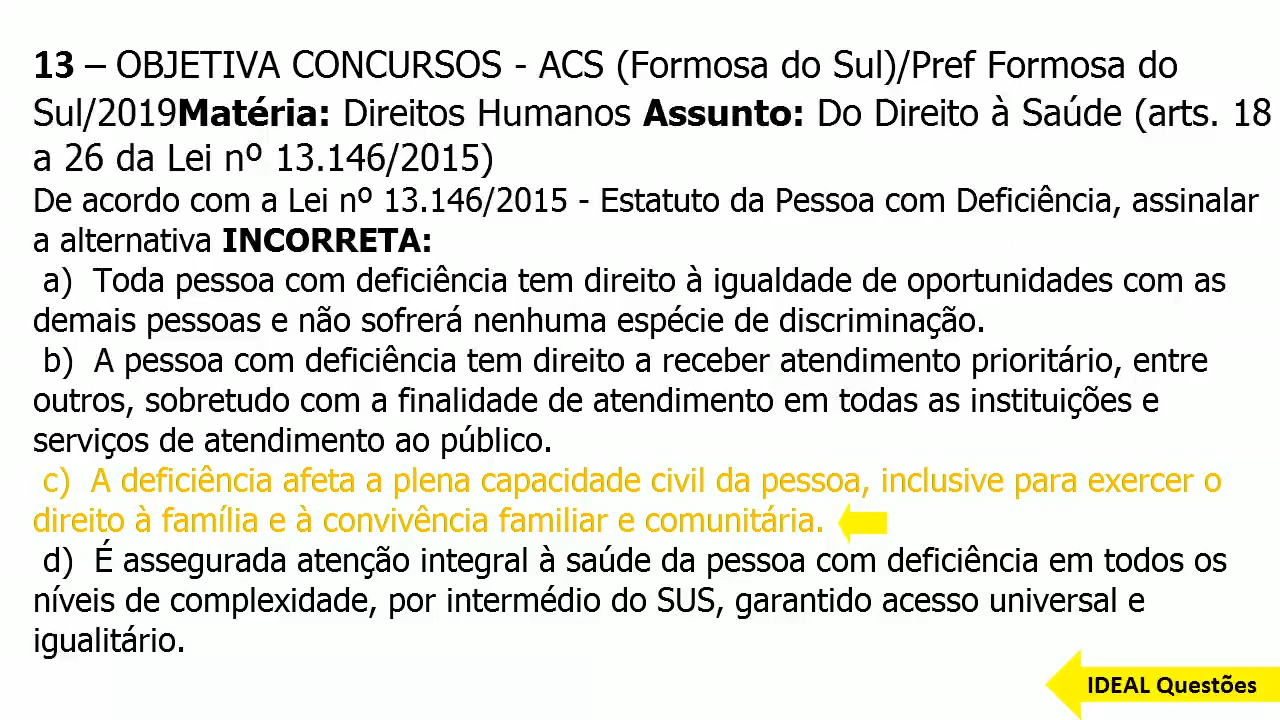 13 – OBJETIVA CONCURSOS - ACS (Formosa do Sul)/Pref Formosa do
Sul/2019Matéria: Direitos Humanos Assunto: Do Direito à Saúde (arts. 18
a 26 da Lei nº 13.146/2015)
De acordo com a Lei nº 13.146/2015 - Estatuto da Pessoa com Deficiência, assinalar
a alternativa INCORRETA:
a) Toda pessoa com deficiência tem direito à igualdade de oportunidades com as
demais pessoas e não sofrerá nenhuma espécie de discriminação.
b) A pessoa com deficiência tem direito a receber atendimento prioritário, entre
outros, sobretudo com a finalidade de atendimento em todas as instituições e
serviços de atendimento ao público.
c) A deficiência afeta a plena capacidade civil da pessoa, inclusive para exercer o
direito à família e à convivência familiar e comunitária.
d) É assegurada atenção integral à saúde da pessoa com deficiência em todos os
níveis de complexidade, por intermédio do SUS, garantido acesso universal e
igualitário.
IDEAL Questões